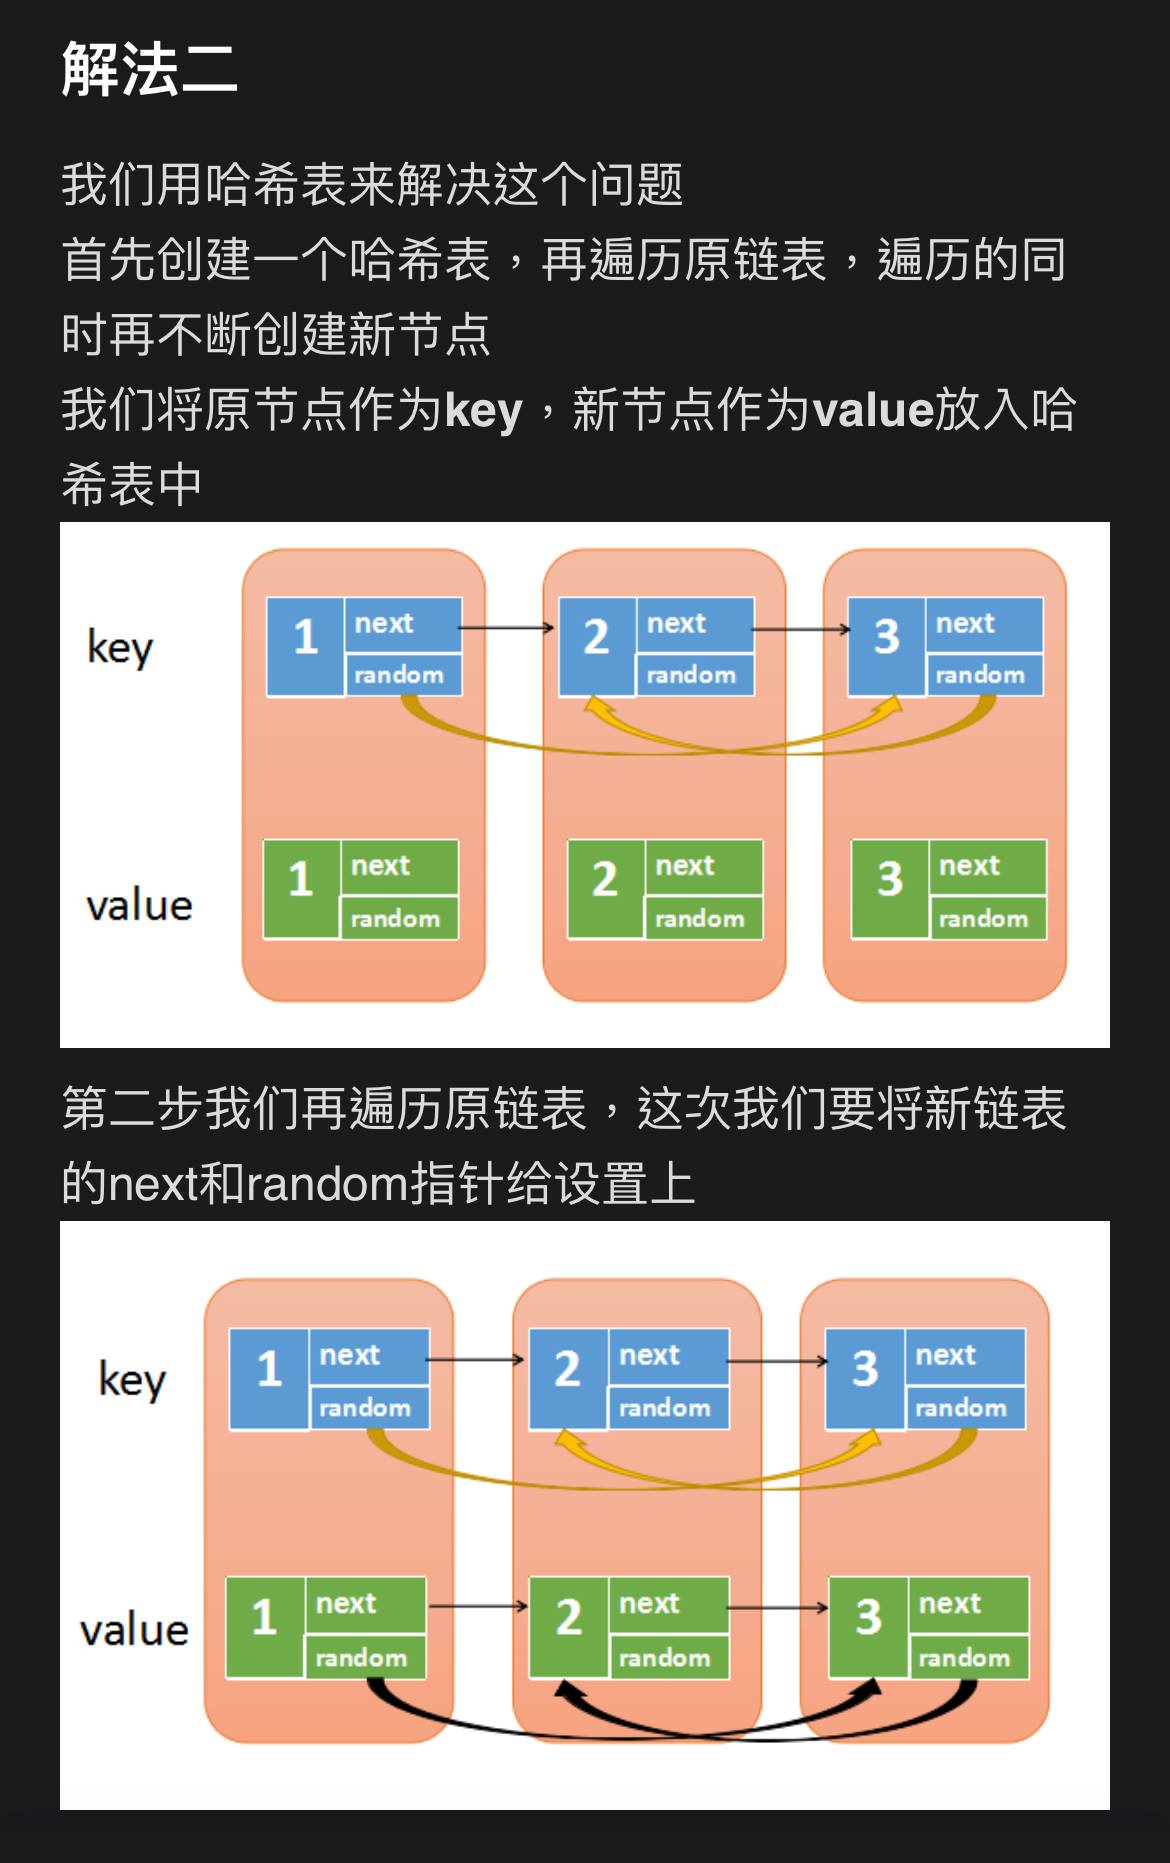 解法二
我们用哈希表来解决这个问题
首先创建一个哈希表，再遍历原链表，遍历的同
时再不断创建新节点
我们将原节点作为key，新节点作为value放入哈
希表中
key
1 next random
2 next random
3 next random
value
1 next random
2 next random
3 next random
第二步我们再遍历原链表，这次我们要将新链表
的next和random指针给设置上
key
1 next random
2 next random
3 next random
value
1 next random
2 next random
3 next random